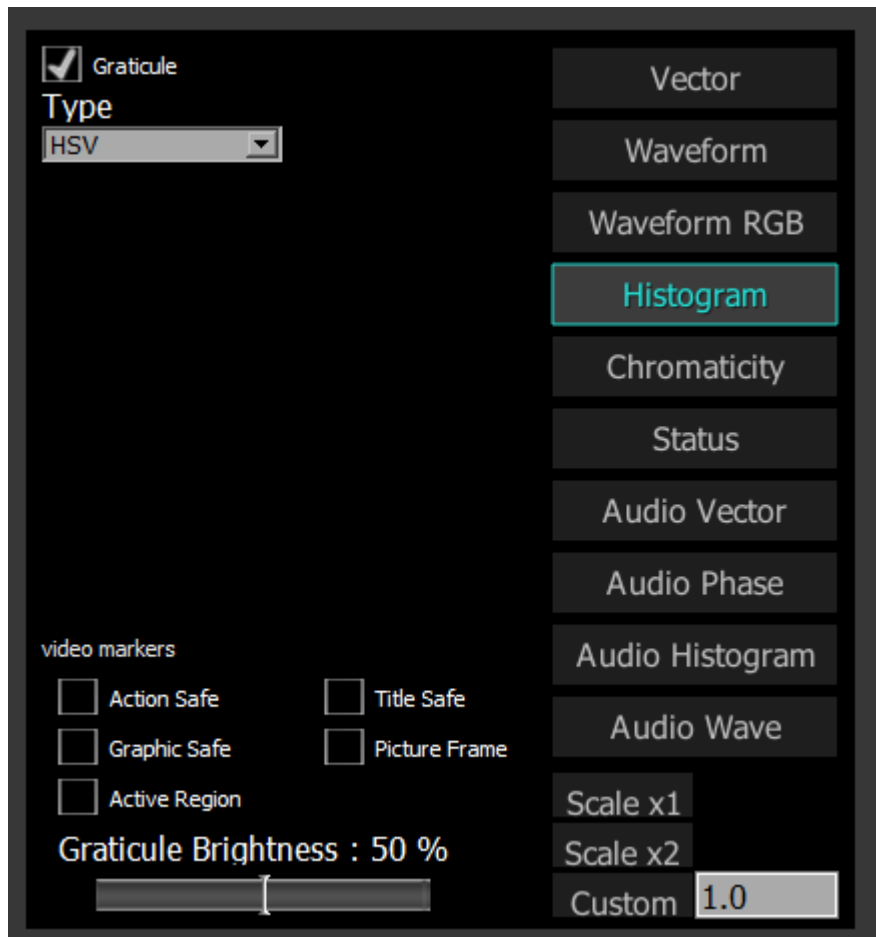 Graticule
Type
HSV
Vector
Waveform
Waveform RGB
Histogram
Chromaticity
Status
Audio Vector
Audio Phase
Audio Histogram
Audio Wave
video markers
Action Safe
Title Safe
Graphic Safe
Picture Frame
Active Region
Graticule Brightness : 50 %
Scale x1
Scale x2
Custom 1.0